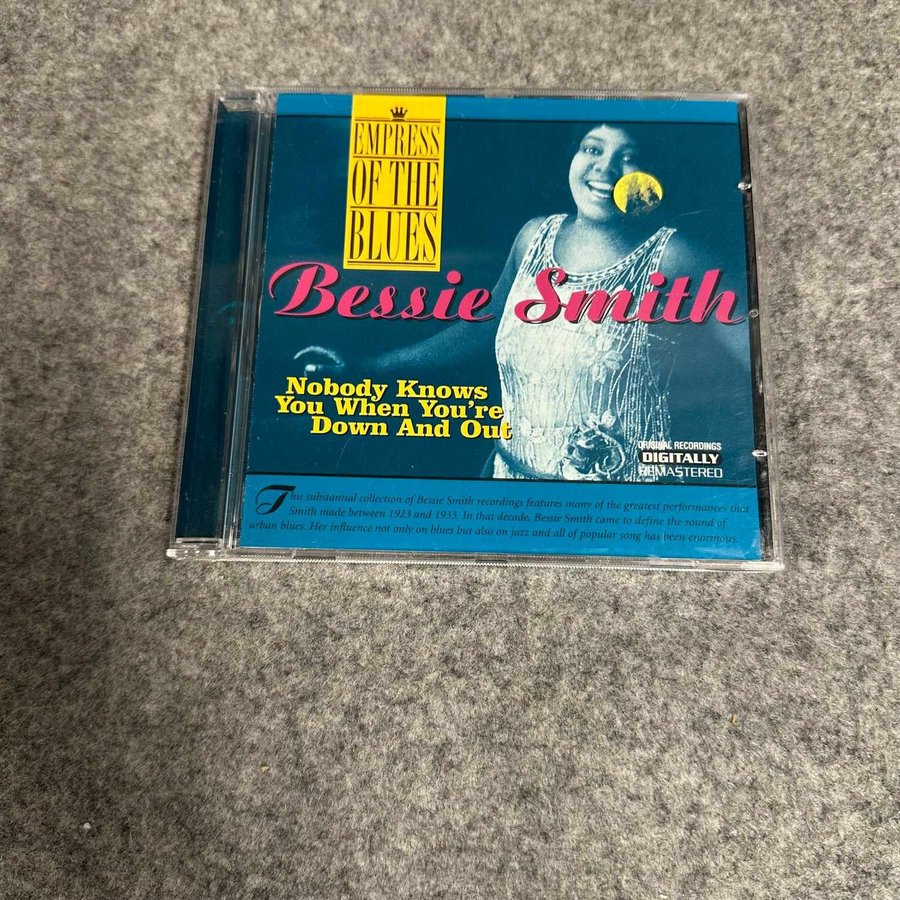 EMPRESS
OF THE
BLUES
Bessie Smith
Nobody Knows
You When You're
Down And Out
ORIGINAL RECORDINGS
DIGITALLY
REMASTERED
This substantial collection of Bessie Smith recordings features many of the greatest performances that
Smith made between 1923 and 1933. In that decade, Bessie Smith came to define the sound of
urban blues. Her influence not only on blues but also on jazz and all of popular song has been enormous.